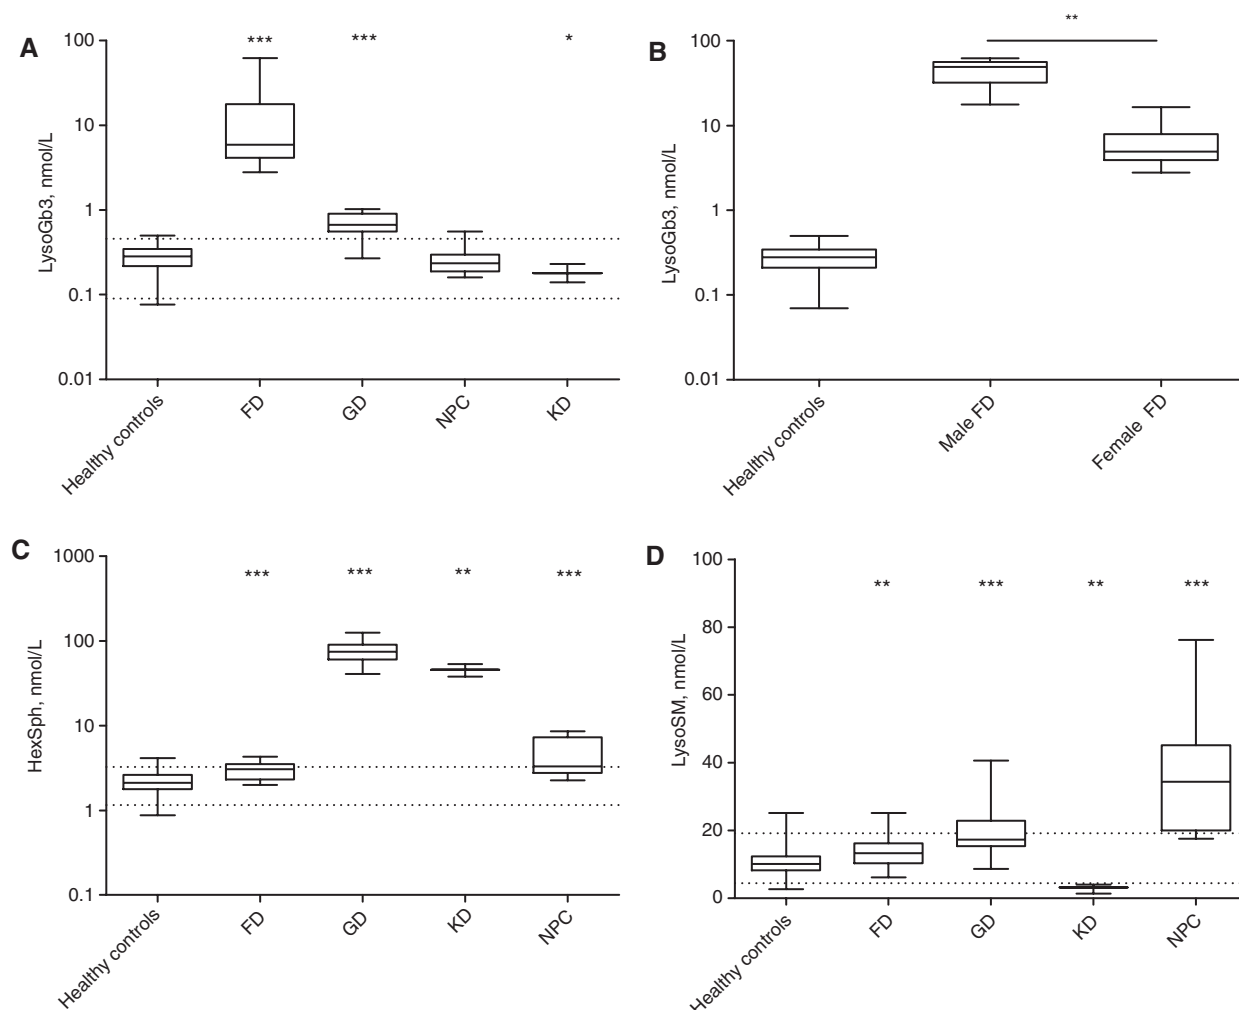 A
LysoGb3, nmol/L
100
10
1
0.1
0.01
***
***
*
Healthy controls
FD
GD
NPC
KD
B
LysoGb3, nmol/L
100
10
1
0.1
0.01
**
Healthy controls
Male FD
Female FD
C
HexSph, nmol/L
1000
100
10
1
0.1
***
***
**
***
Healthy controls
FD
GD
KD
NPC
D
LysoSM, nmol/L
100
80
60
40
20
0
**
***
**
***
Healthy controls
FD
GD
KD
NPC